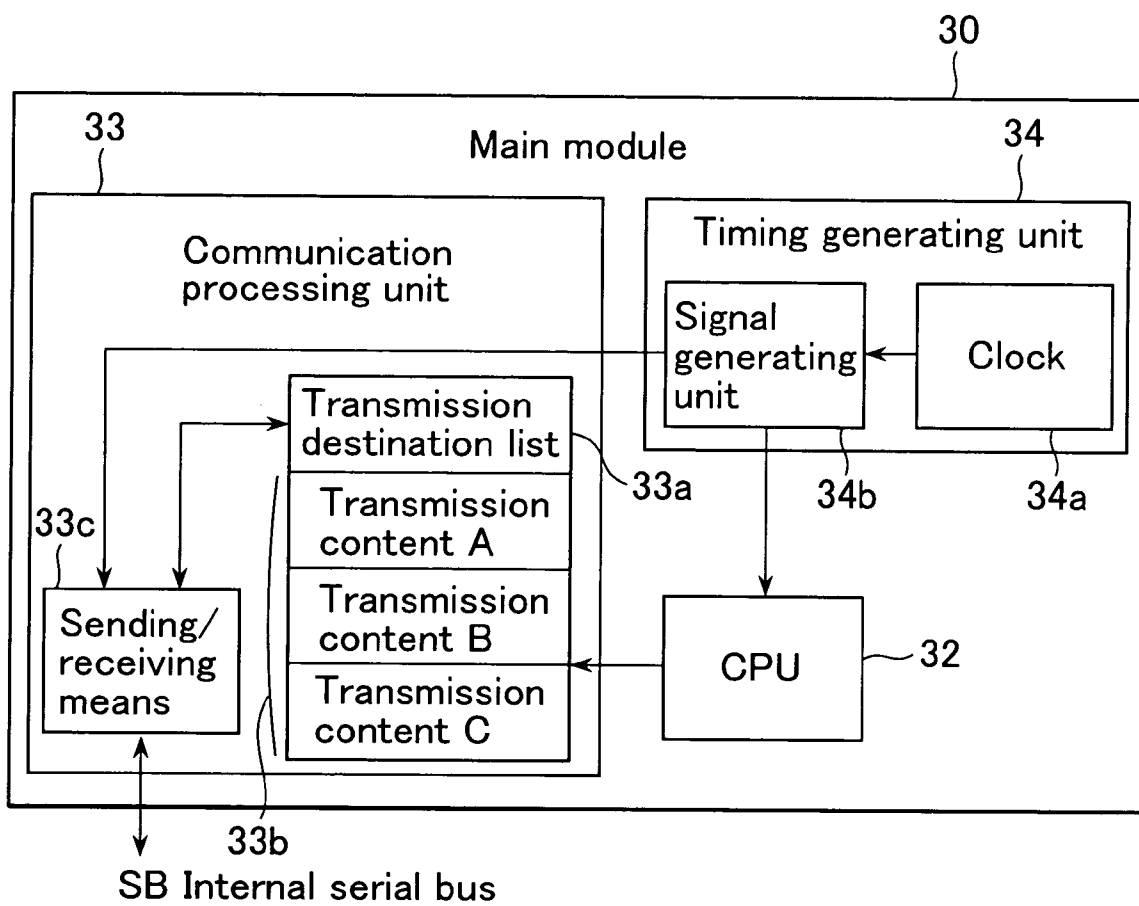 30
33
34
Main module
Communication
processing unit
Timing generating unit
Signal
generating
unit
Clock
Transmission
destination list
33a
34b
34a
33c
Transmission
content A
Sending/
receiving
means
Transmission
content B
CPU
32
Transmission
content C
33b
SB Internal serial bus